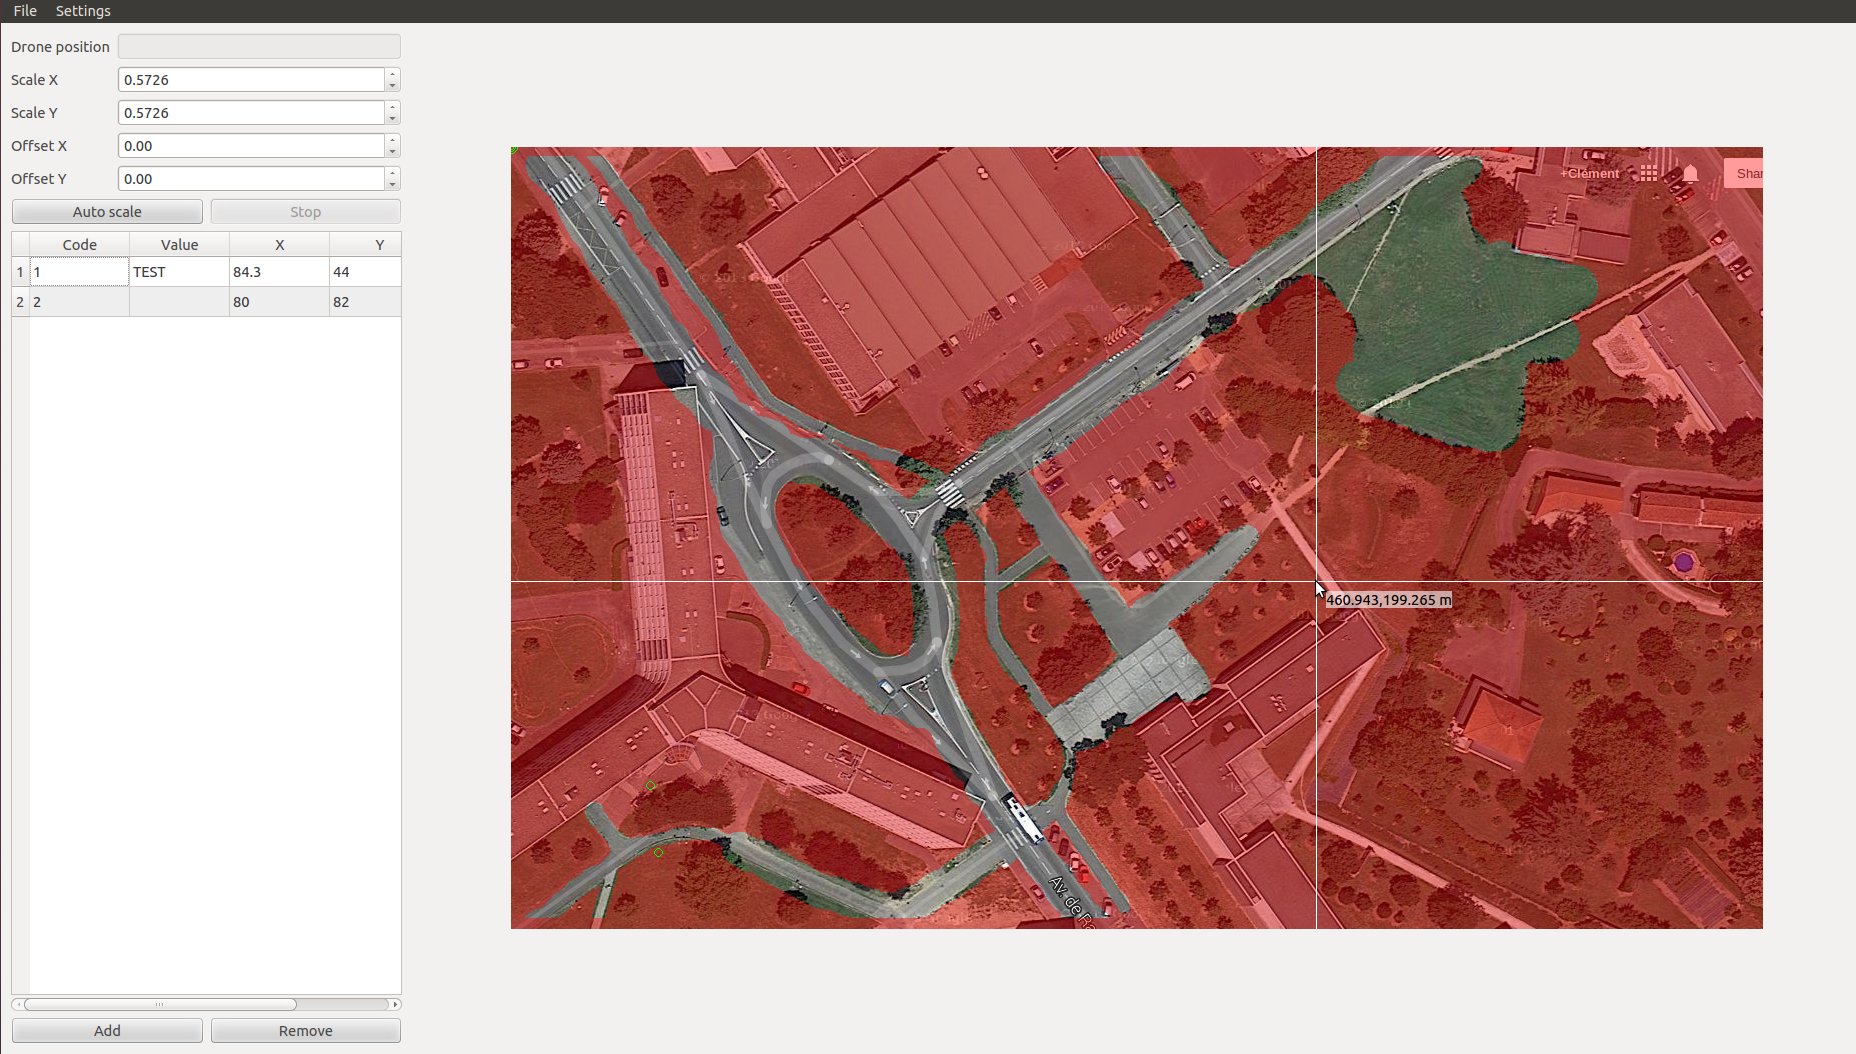 File Settings
Drone position
Scale X 0.5726
Scale Y 0.5726
Offset X 0.00
Offset Y 0.00
Auto scale Stop
Code Value X Y
1 1 TEST 84.3 44
2 2 80 82
Add Remove
+Clément Shar
460.943,199.265 m
Av. de Ra